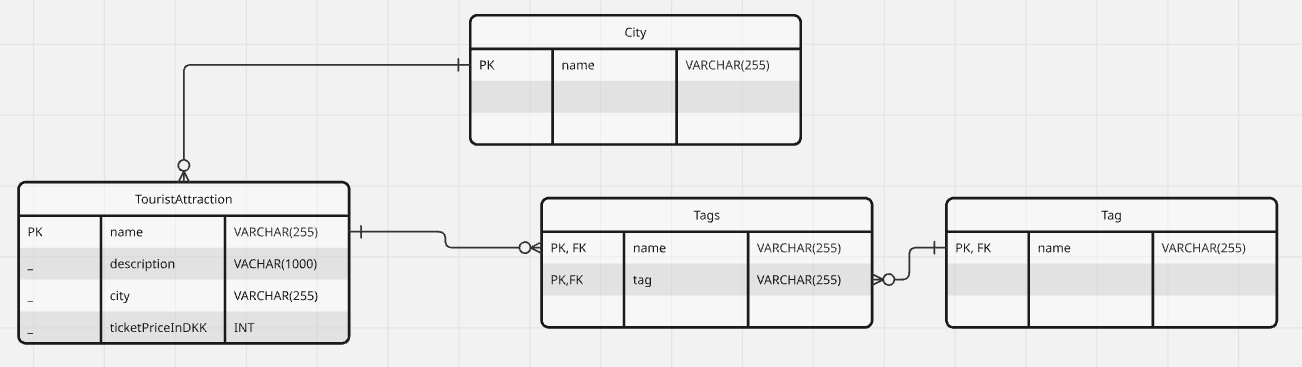 City
PK name VARCHAR(255)
TouristAttraction
PK name VARCHAR(255)
_ description VACHAR(1000)
_ city VARCHAR(255)
_ ticketPriceInDKK INT
Tags
PK, FK name VARCHAR(255)
PK,FK tag VARCHAR(255)
Tag
PK, FK name VARCHAR(255)